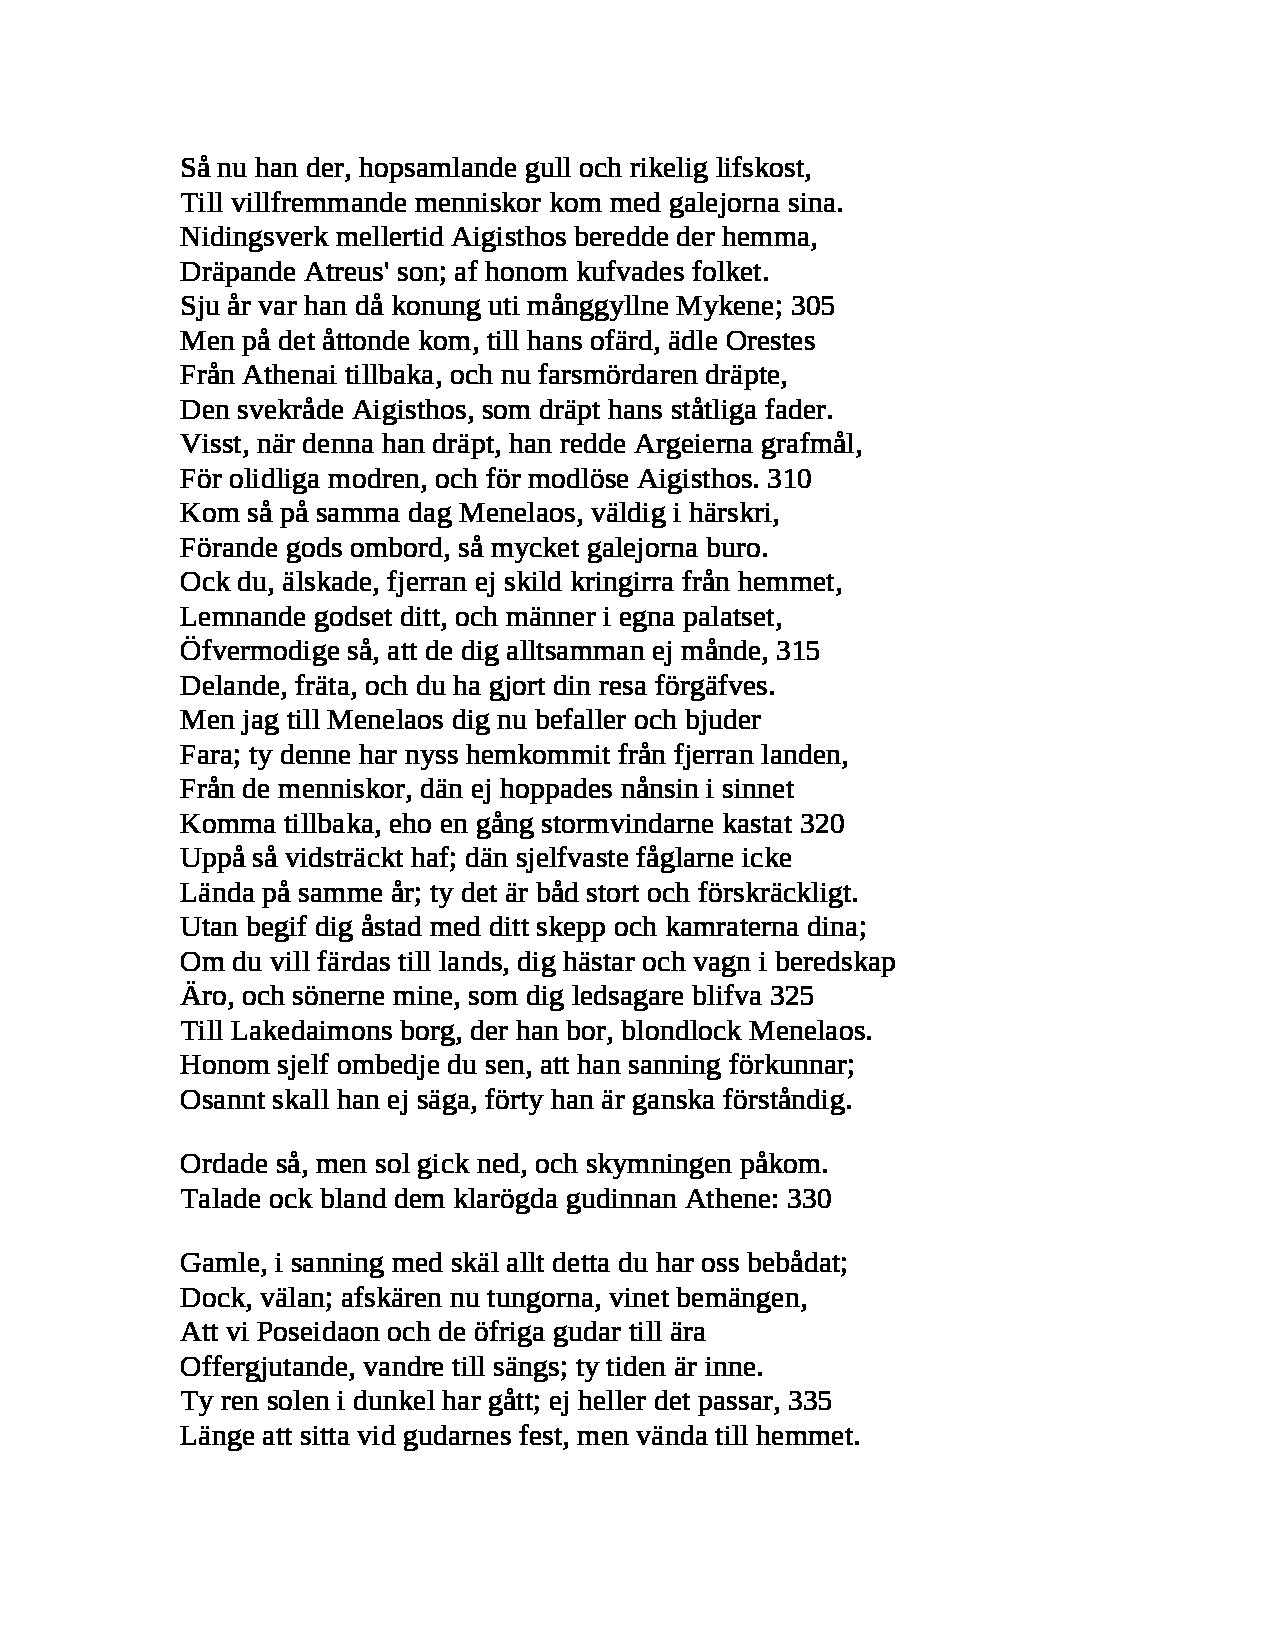 Så nu han der, hopsamlande gull och rikelig lifskost,
Till villfremmande menniskor kom med galejorna sina.
Nidingsverk mellertid Aigisthos beredde der hemma,
Dräpande Atreus' son; af honom kufvades folket.
Sju år var han då konung uti månggyllne Mykene; 305
Men på det åttonde kom, till hans ofärd, ädle Orestes
Från Athenai tillbaka, och nu farsmördaren dräpte,
Den svekråde Aigisthos, som dräpt hans ståtliga fader.
Visst, när denna han dräpt, han redde Argeierna grafmål,
För olidliga modren, och för modlöse Aigisthos. 310
Kom så på samma dag Menelaos, väldig i härskri,
Förande gods ombord, så mycket galejorna buro.
Ock du, älskade, fjerran ej skild kringirra från hemmet,
Lemnande godset ditt, och männer i egna palatset,
Öfvermodige så, att de dig alltsamman ej månde, 315
Delande, fräta, och du ha gjort din resa förgäfves.
Men jag till Menelaos dig nu befaller och bjuder
Fara; ty denne har nyss hemkommit från fjerran landen,
Från de menniskor, dän ej hoppades nånsin i sinnet
Komma tillbaka, eho en gång stormvindarne kastat 320
Uppå så vidsträckt haf; dän sjelfvaste fåglarne icke
Lända på samme år; ty det är båd stort och förskräckligt.
Utan begif dig åstad med ditt skepp och kamraterna dina;
Om du vill färdas till lands, dig hästar och vagn i beredskap
Äro, och sönerne mine, som dig ledsagare blifva 325
Till Lakedaimons borg, der han bor, blondlock Menelaos.
Honom sjelf ombedje du sen, att han sanning förkunnar;
Osannt skall han ej säga, förty han är ganska förståndig.
Ordade så, men sol gick ned, och skymningen påkom.
Talade ock bland dem klarögda gudinnan Athene: 330
Gamle, i sanning med skäl allt detta du har oss bebådat;
Dock, välan; afskären nu tungorna, vinet bemängen,
Att vi Poseidaon och de öfriga gudar till ära
Offergjutande, vandre till sängs; ty tiden är inne.
Ty ren solen i dunkel har gått; ej heller det passar, 335
Länge att sitta vid gudarnes fest, men vända till hemmet.